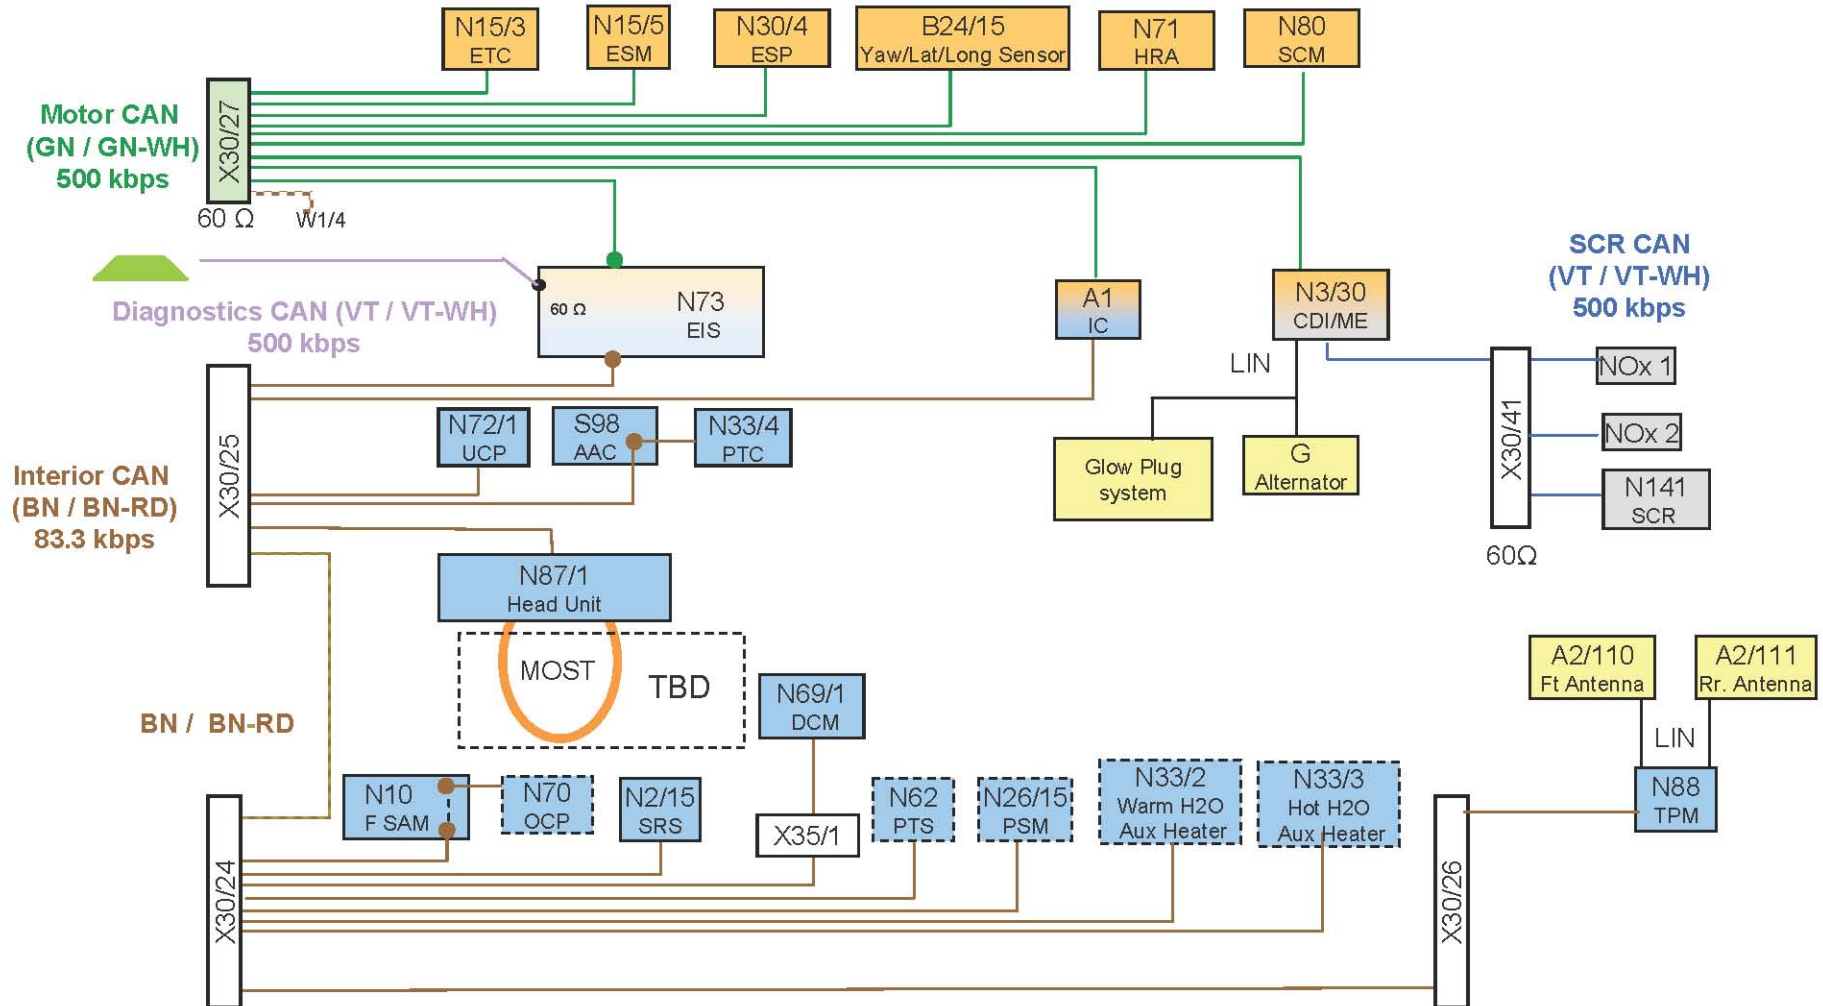 N15/3
ETC
N15/5
ESM
N30/4
ESP
B24/15
Yaw/Lat/Long Sensor
N71
HRA
N80
SCM
Motor CAN
(GN / GN-WH)
500 kbps
X30/27
60 Ω
W1/4
Diagnostics CAN (VT / VT-WH)
500 kbps
60 Ω
N73
EIS
A1
IC
N3/30
CDI/ME
SCR CAN
(VT / VT-WH)
500 kbps
LIN
NOx 1
NOx 2
N141
SCR
X30/41
60Ω
Glow Plug
system
G
Alternator
Interior CAN
(BN / BN-RD)
83.3 kbps
X30/25
N72/1
UCP
S98
AAC
N33/4
PTC
N87/1
Head Unit
MOST
TBD
BN / BN-RD
N69/1
DCM
X35/1
N10
F SAM
N70
OCP
N2/15
SRS
N62
PTS
N26/15
PSM
N33/2
Warm H2O
Aux Heater
N33/3
Hot H2O
Aux Heater
X30/24
X30/26
A2/110
Ft Antenna
A2/111
Rr. Antenna
LIN
N88
TPM